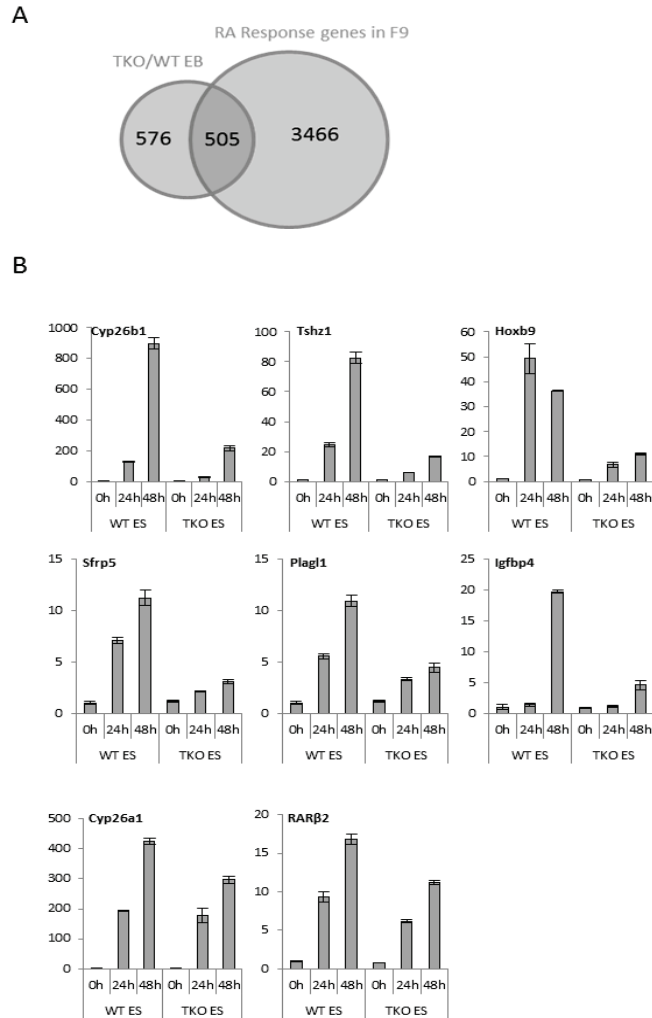 A
RA Response genes in F9
TKO/WT EB
576 505 3466
B
Cyp26b1
1000
800
600
400
200
0
0h 24h 48h 0h 24h 48h
WT ES TKO ES
Tshz1
100
80
60
40
20
0
0h 24h 48h 0h 24h 48h
WT ES TKO ES
Hoxb9
60
50
40
30
20
10
0
0h 24h 48h 0h 24h 48h
WT ES TKO ES
Sfrp5
15
10
5
0
0h 24h 48h 0h 24h 48h
WT ES TKO ES
Plagl1
15
10
5
0
0h 24h 48h 0h 24h 48h
WT ES TKO ES
Igfbp4
25
20
15
10
5
0
0h 24h 48h 0h 24h 48h
WT ES TKO ES
Cyp26a1
500
400
300
200
100
0
0h 24h 48h 0h 24h 48h
WT ES TKO ES
RARβ2
20
15
10
5
0
0h 24h 48h 0h 24h 48h
WT ES TKO ES